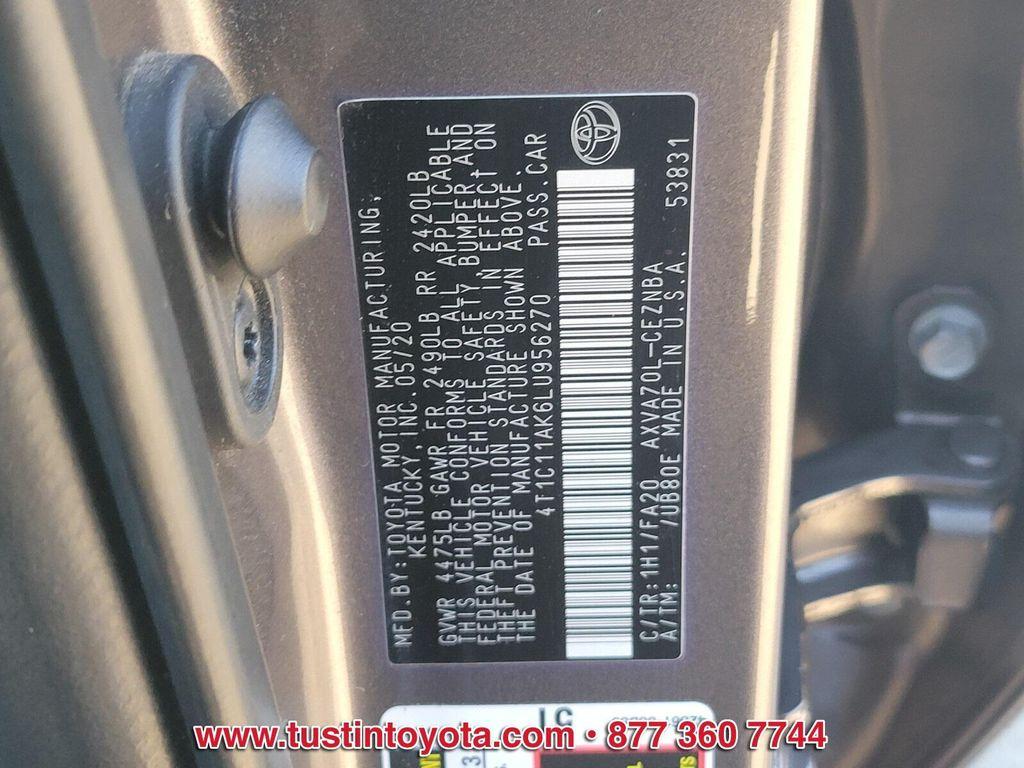 MFD.BY:TOYOTA MOTOR MANUFACTURING,
KENTUCKY, INC. 05/20
GVWR 4475LB GAWR FR 2490LB RR 2420LB
THIS VEHICLE CONFORMS TO ALL APPLICABLE
FEDERAL MOTOR VEHICLE SAFETY, BUMPER AND
THEFT PREVENTION STANDARDS IN EFFECT ON
THE DATE OF MANUFACTURE SHOWN ABOVE.
4T1C11AK6LU956270 PASS.CAR
C/TR:1H1/FA20 AXVA70L-CEZNBA
A/TM: /UB80E MADE IN U.S.A. 53831
51
www.tustintoyota.com • 877 360 7744